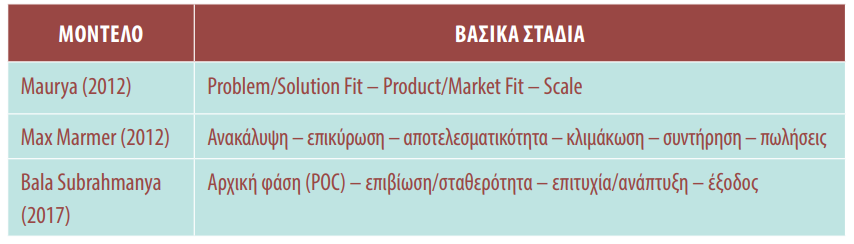 ΜΟΝΤΕΛΟ ΒΑΣΙΚΑ ΣΤΑΔΙΑ
Maurya (2012) Problem/Solution Fit – Product/Market Fit – Scale
Max Marmer (2012) Ανακάλυψη – επικύρωση – αποτελεσματικότητα – κλιμάκωση – συντήρηση – πωλήσεις
Bala Subrahmanya Αρχική φάση (POC) – επιβίωση/σταθερότητα – επιτυχία/ανάπτυξη – έξοδος
(2017)